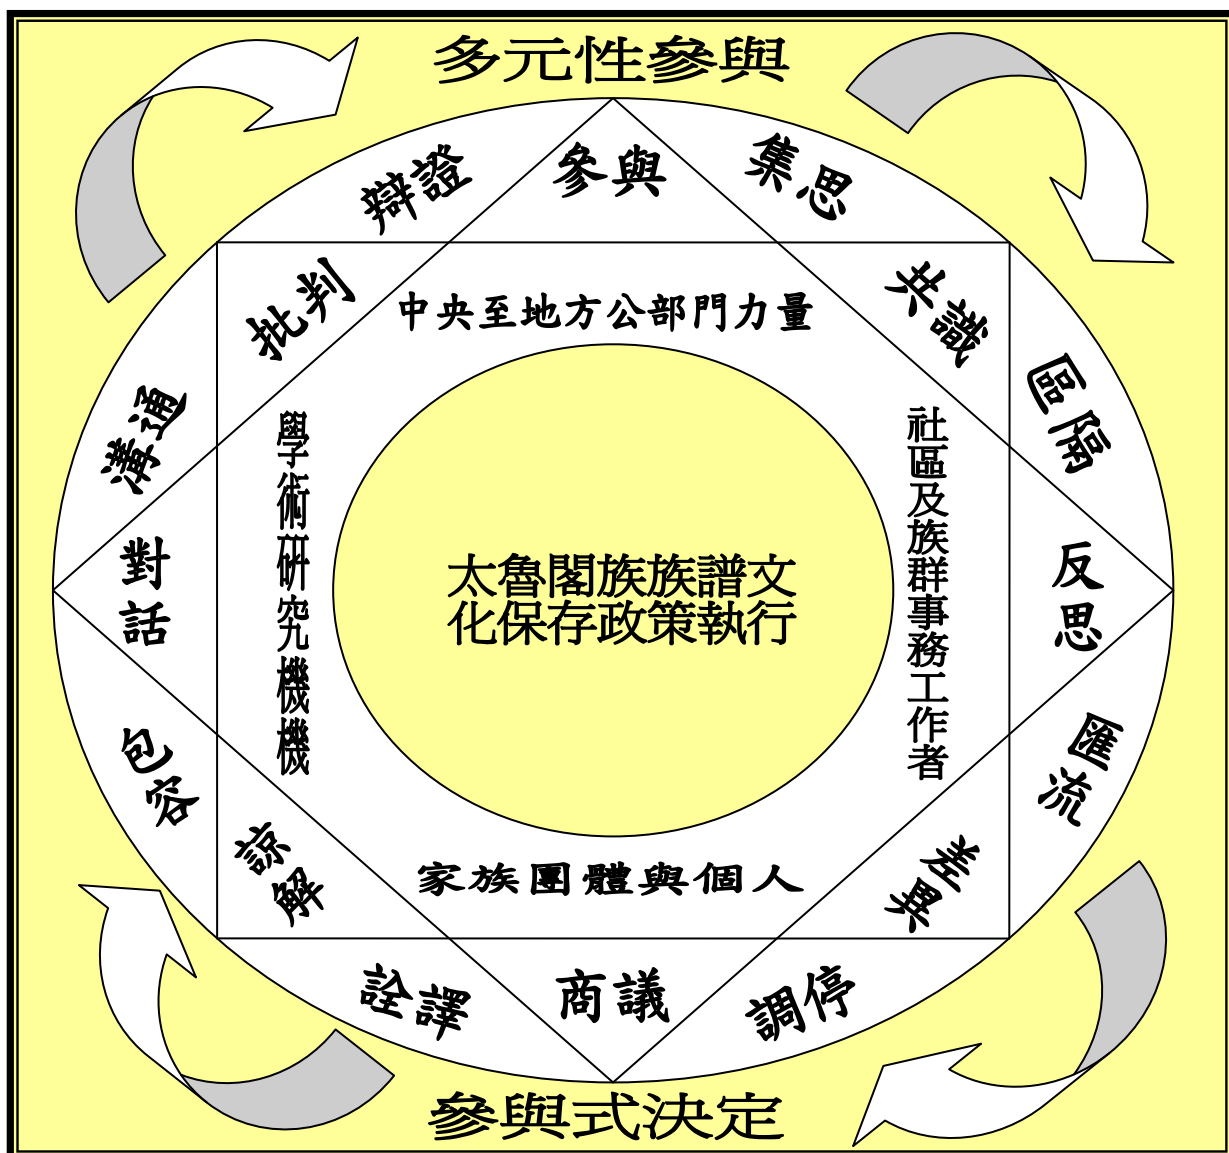 多元性參與
辯證
參與
集思
批判
中央至地方公部門力量
共識
區隔
溝通
學術研究機機
社區及族群事務工作者
對話
太魯閣族族譜文
化保存政策執行
反思
包容
匯流
諒解
家族團體與個人
差異
詮譯
商議
調停
參與式決定